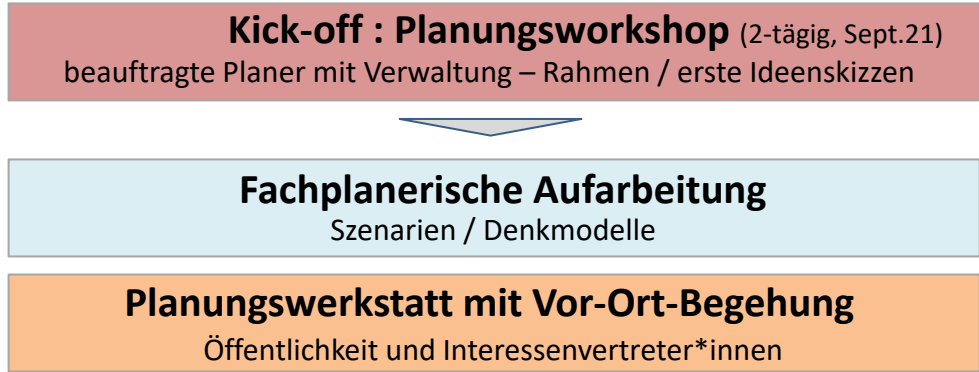 Kick-off : Planungsworkshop (2-tägig, Sept.21)
beauftragte Planer mit Verwaltung – Rahmen / erste Ideenskizzen
Fachplanerische Aufarbeitung
Szenarien / Denkmodelle
Planungswerkstatt mit Vor-Ort-Begehung
Öffentlichkeit und Interessenvertreter*innen